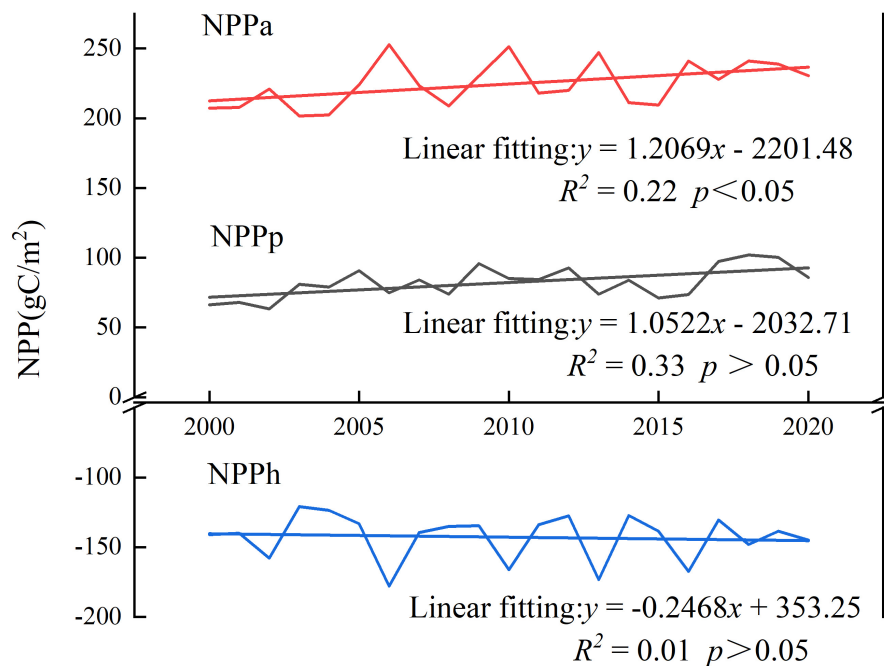 NPPa
250
200
Linear fitting:y = 1.2069x - 2201.48
R² = 0.22 p<0.05
150
NPP(gC/m²)
NPPp
100
50
Linear fitting:y = 1.0522x - 2032.71
R² = 0.33 p > 0.05
0
2000 2005 2010 2015 2020
-100
NPPh
-150
-200
Linear fitting:y = -0.2468x + 353.25
R² = 0.01 p>0.05